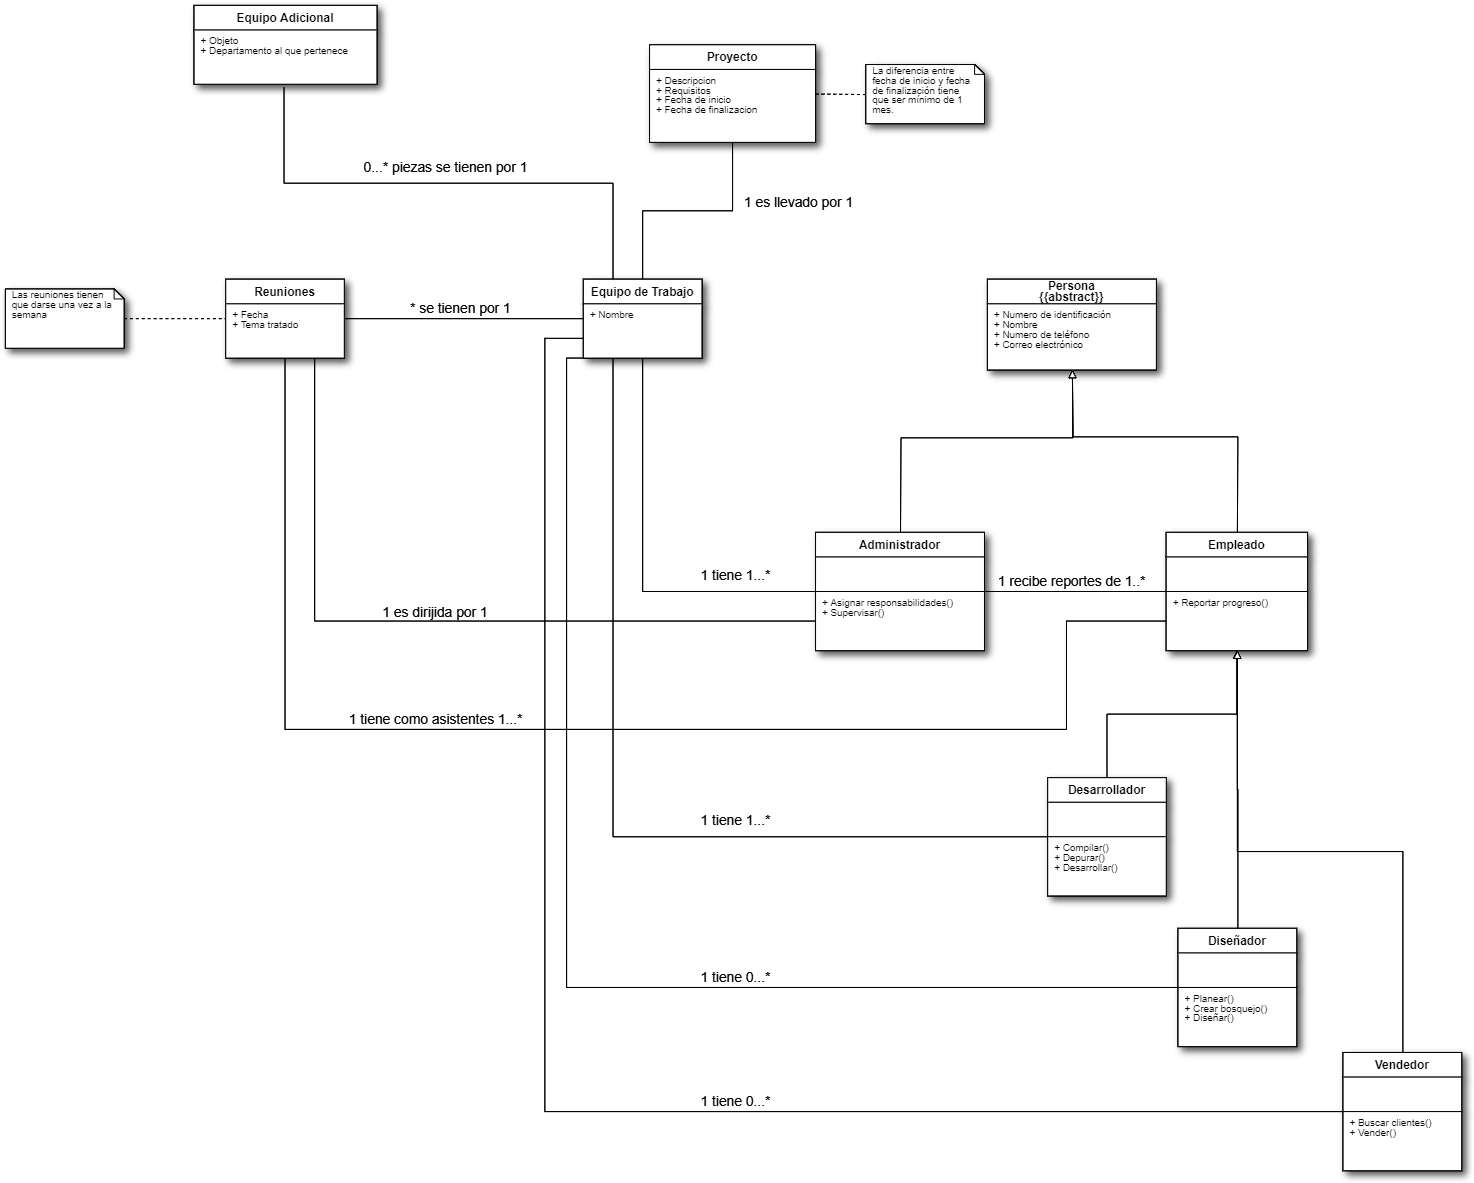 Equipo Adicional
+ Objeto
+ Departamento al que pertenece
Proyecto
+ Descripcion
+ Requisitos
+ Fecha de inicio
+ Fecha de finalizacion
La diferencia entre
fecha de inicio y fecha
de finalización tiene
que ser mínimo de 1
mes.
0...* piezas se tienen por 1
1 es llevado por 1
Las reuniones tienen
que darse una vez a la
semana
Reuniones
+ Fecha
+ Tema tratado
* se tienen por 1
Equipo de Trabajo
+ Nombre
Persona
{{abstract}}
+ Numero de identificación
+ Nombre
+ Numero de teléfono
+ Correo electrónico
Administrador
+ Asignar responsabilidades()
+ Supervisar()
Empleado
+ Reportar progreso()
1 tiene 1...*
1 recibe reportes de 1..*
1 es dirijida por 1
1 tiene como asistentes 1...*
Desarrollador
+ Compilar()
+ Depurar()
+ Desarrollar()
1 tiene 1...*
Diseñador
+ Planear()
+ Crear bosquejo()
+ Diseñar()
1 tiene 0...*
Vendedor
+ Buscar clientes()
+ Vender()
1 tiene 0...*